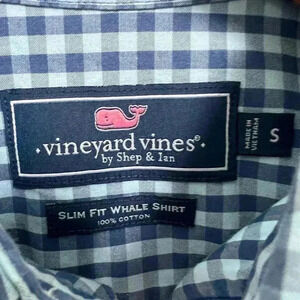 vineyard vines®
by Shep & Ian
MADE IN
VIETNAM
S
SLIM FIT WHALE SHIRT
100% COTTON